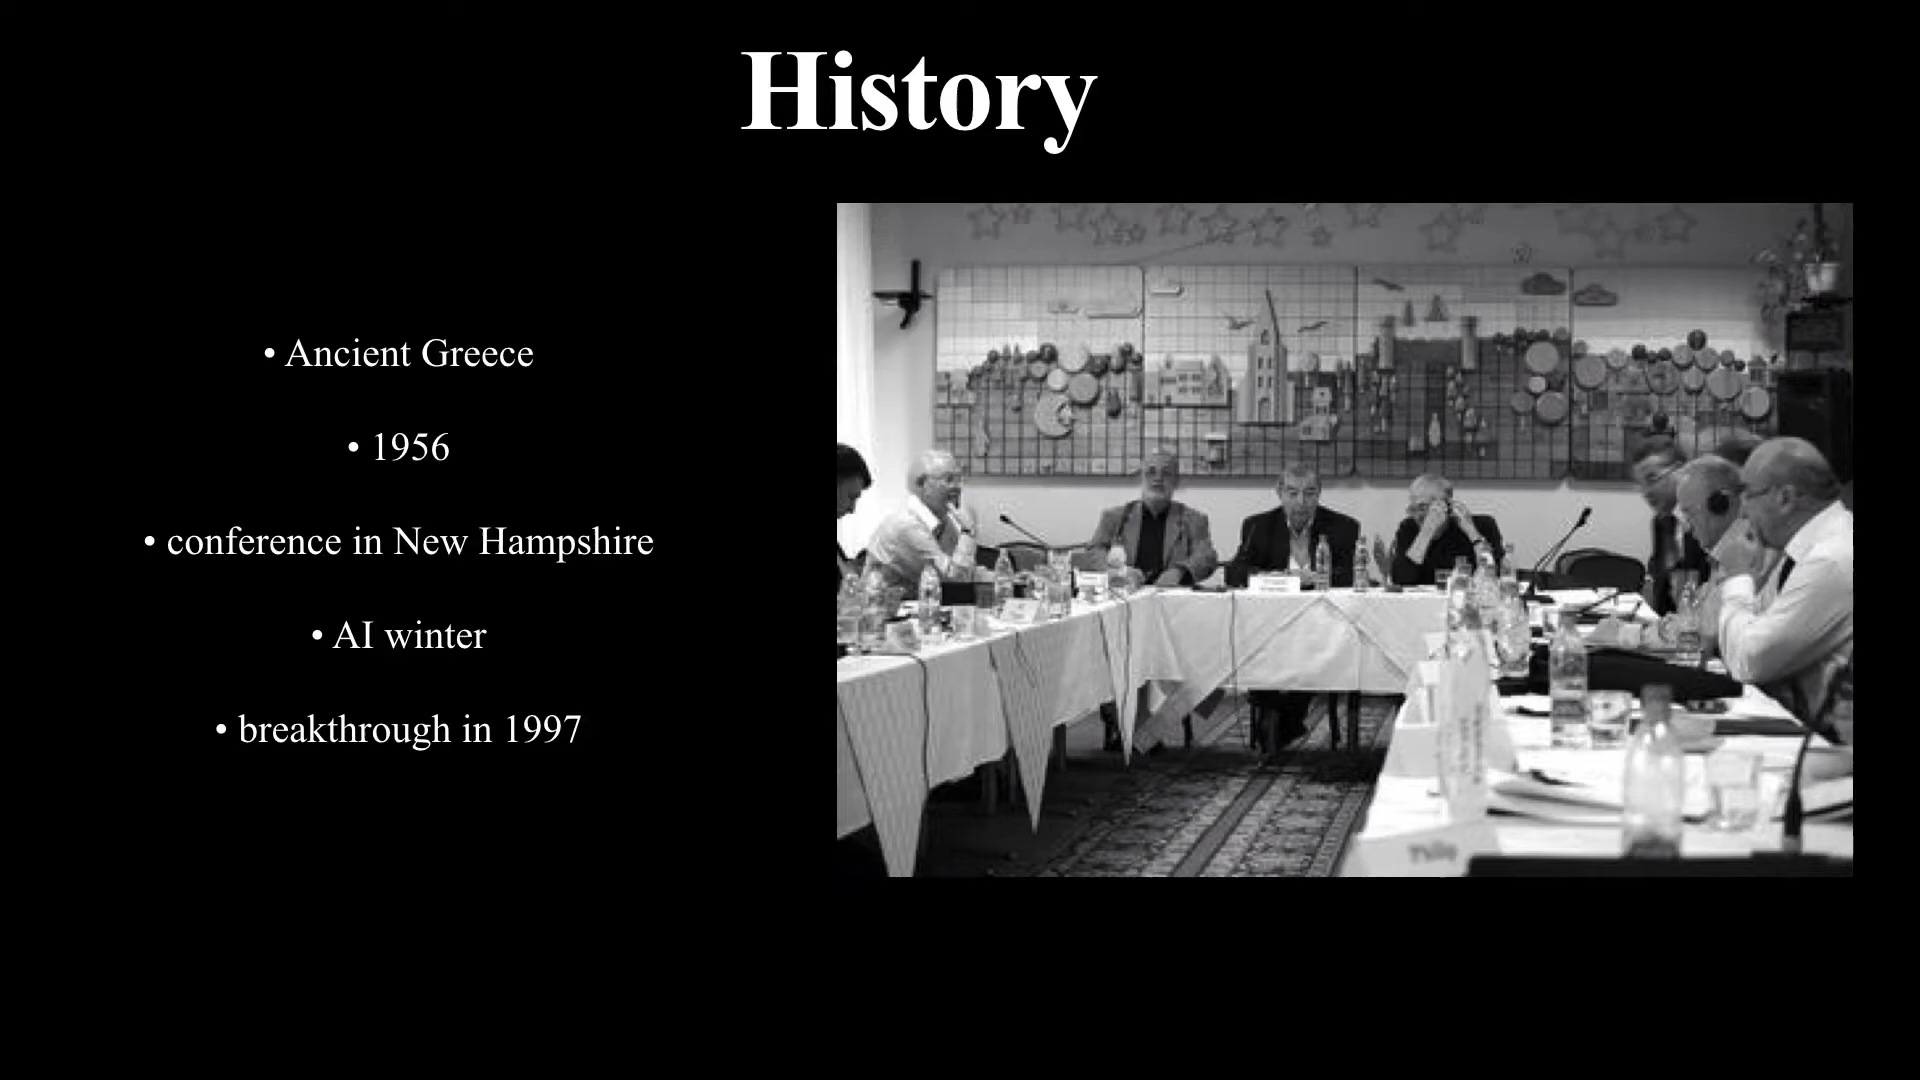 History
• Ancient Greece
• 1956
• conference in New Hampshire
• AI winter
• breakthrough in 1997